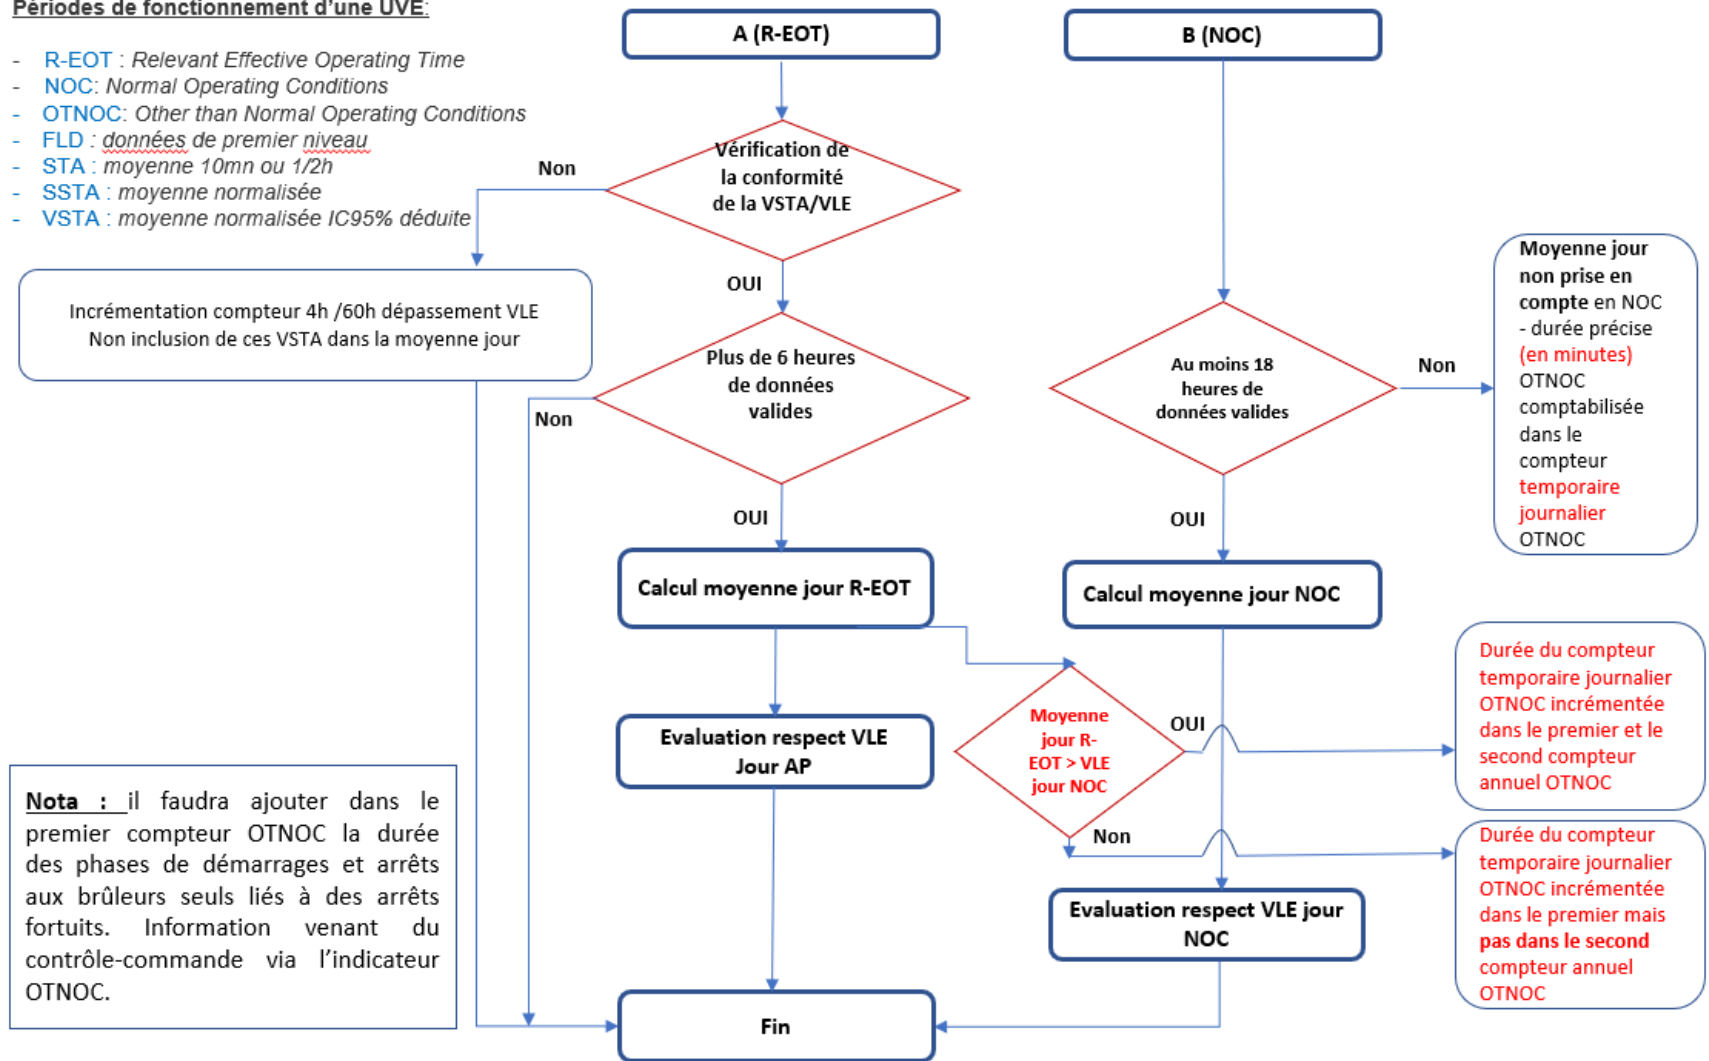 Périodes de fonctionnement d'une UVE:
- R-EOT : Relevant Effective Operating Time
- NOC: Normal Operating Conditions
- OTNOC: Other than Normal Operating Conditions
- FLD : données de premier niveau
- STA : moyenne 10mn ou 1/2h
- SSTA : moyenne normalisée
- VSTA : moyenne normalisée IC95% déduite
A (R-EOT)
B (NOC)
Vérification de
la conformité
de la VSTA/VLE
Non
OUI
Incrémentation compteur 4h /60h dépassement VLE
Non inclusion de ces VSTA dans la moyenne jour
Plus de 6 heures
de données
valides
Non
OUI
Au moins 18
heures de
données valides
Non
OUI
Moyenne jour
non prise en
compte en NOC
- durée précise
(en minutes)
OTNOC
comptabilisée
dans le
compteur
temporaire
journalier
OTNOC
Calcul moyenne jour R-EOT
Calcul moyenne jour NOC
Evaluation respect VLE
Jour AP
Moyenne
jour R-
EOT > VLE
jour NOC
OUI
Non
Durée du compteur
temporaire journalier
OTNOC incrémentée
dans le premier et le
second compteur
annuel OTNOC
Durée du compteur
temporaire journalier
OTNOC incrémentée
dans le premier mais
pas dans le second
compteur annuel
OTNOC
Evaluation respect VLE jour
NOC
Nota : il faudra ajouter dans le
premier compteur OTNOC la durée
des phases de démarrages et arrêts
aux brûleurs seuls liés à des arrêts
fortuits. Information venant du
contrôle-commande via l'indicateur
OTNOC.
Fin